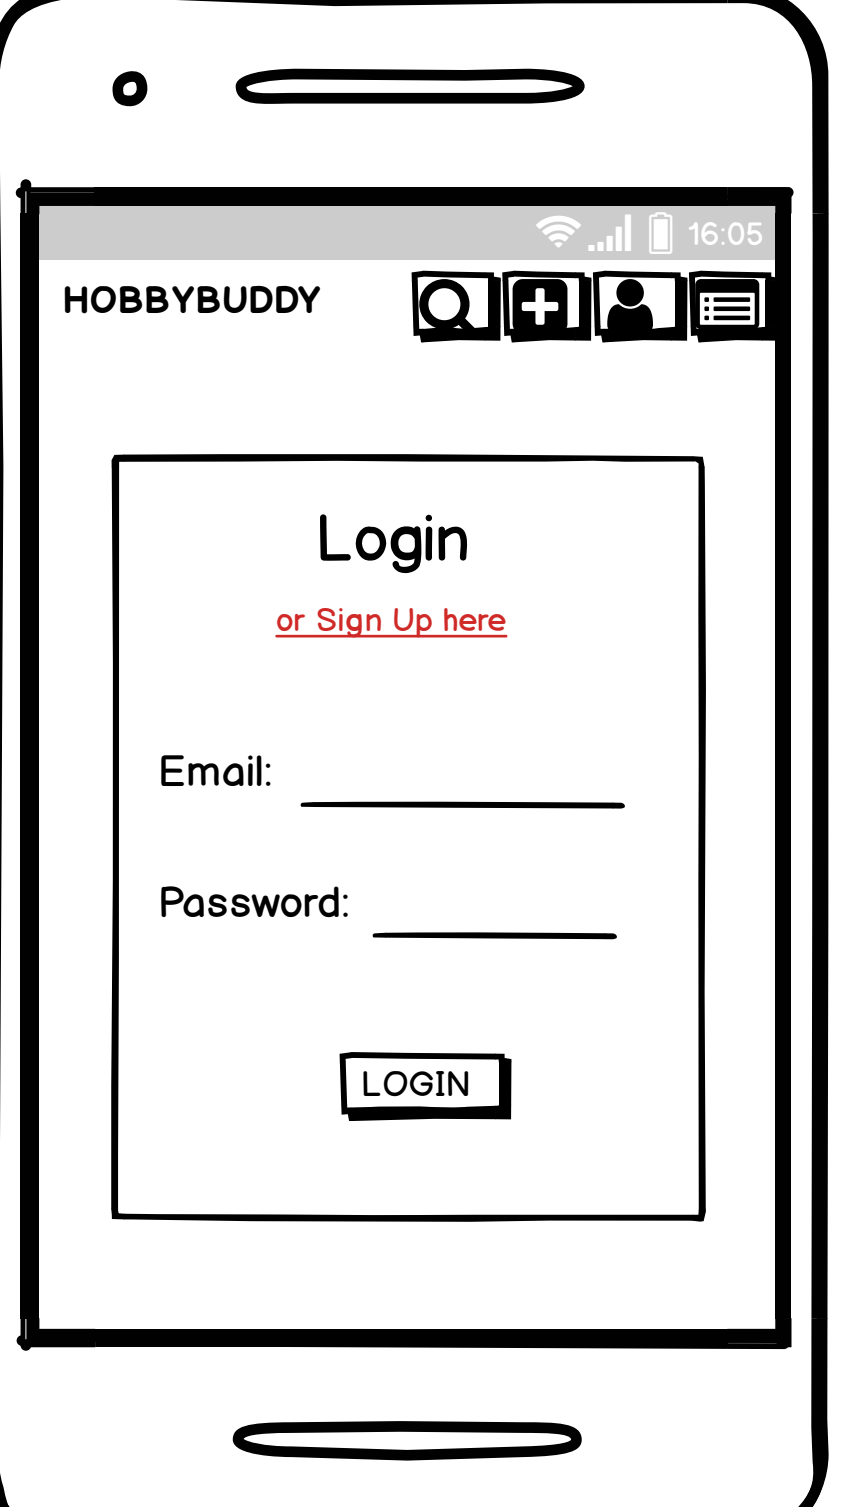 16:05
HOBBYBUDDY
Login
or Sign Up here
Email:
Password:
LOGIN